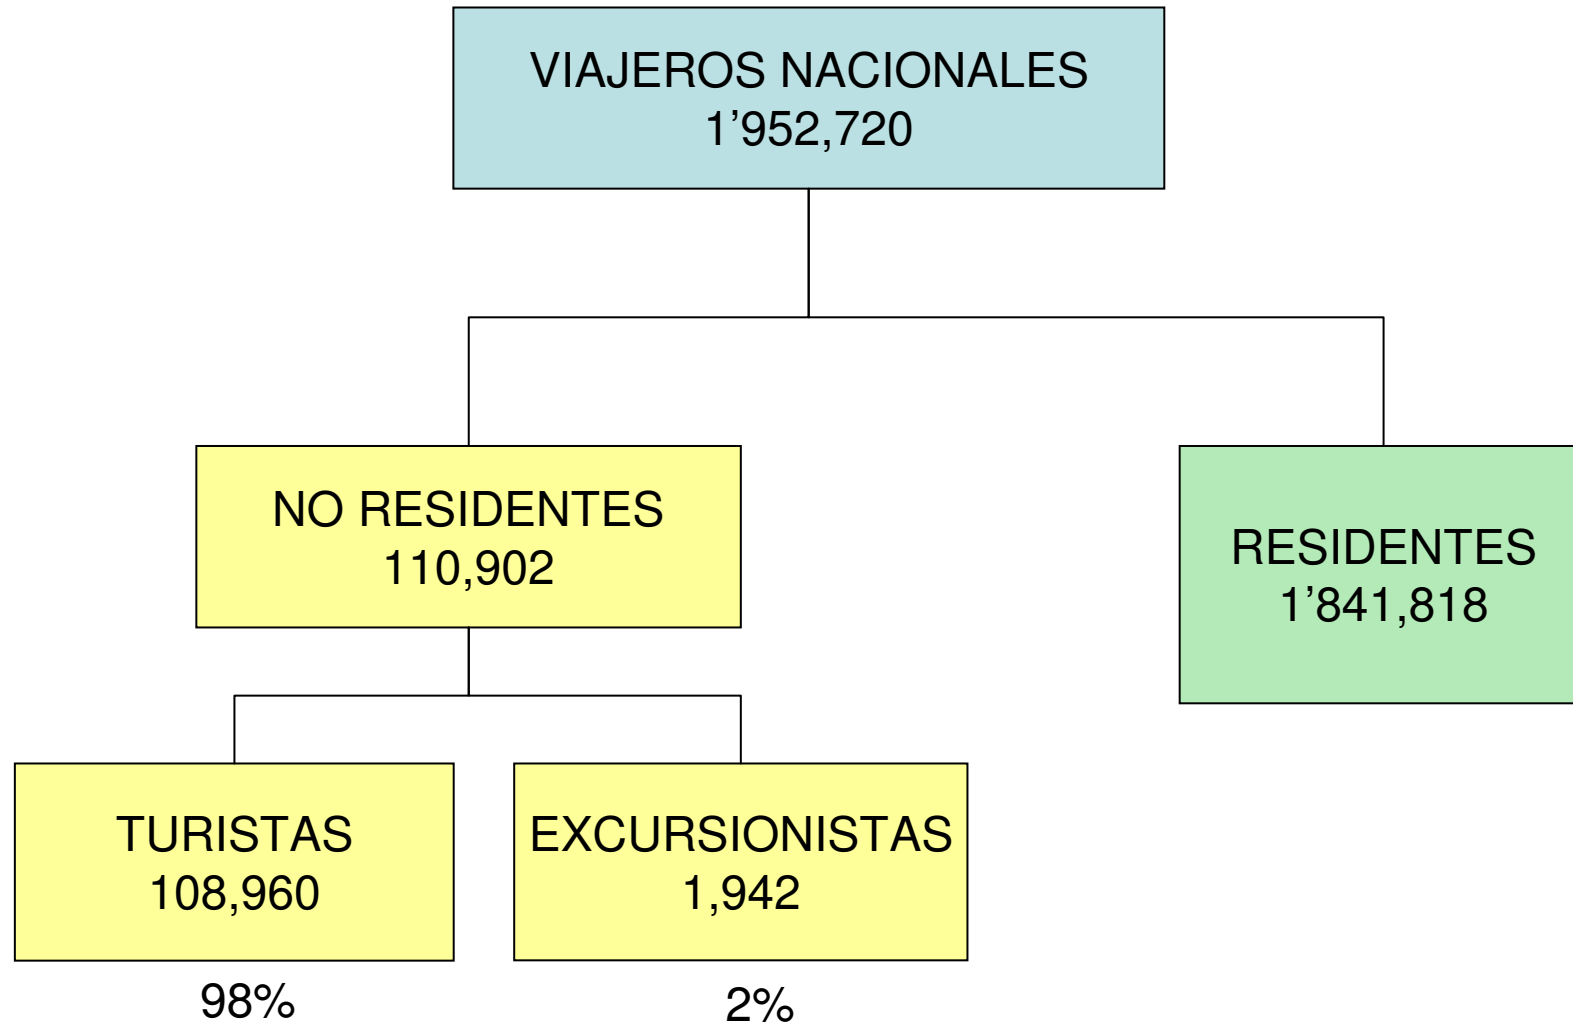 VIAJEROS NACIONALES
1’952,720
NO RESIDENTES
110,902
RESIDENTES
1’841,818
TURISTAS
108,960
EXCURSIONISTAS
1,942
98%
2%